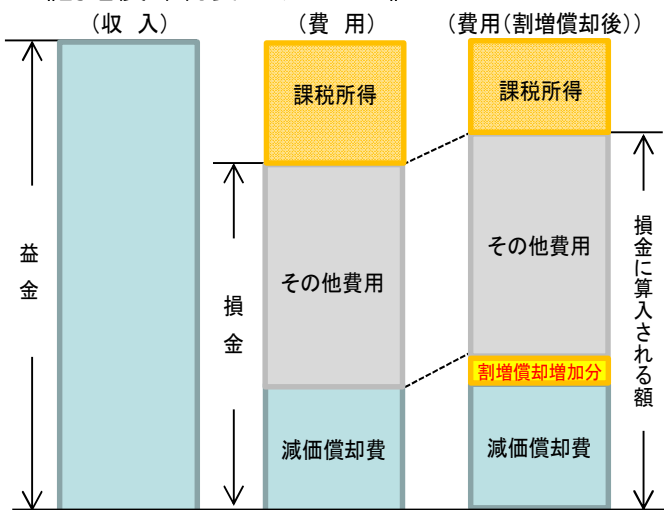 （収　入）
（費　用）
（費用（割増償却後））
課税所得
課税所得
益金
損金
その他費用
その他費用
損金に算入される額
割増償却増加分
減価償却費
減価償却費